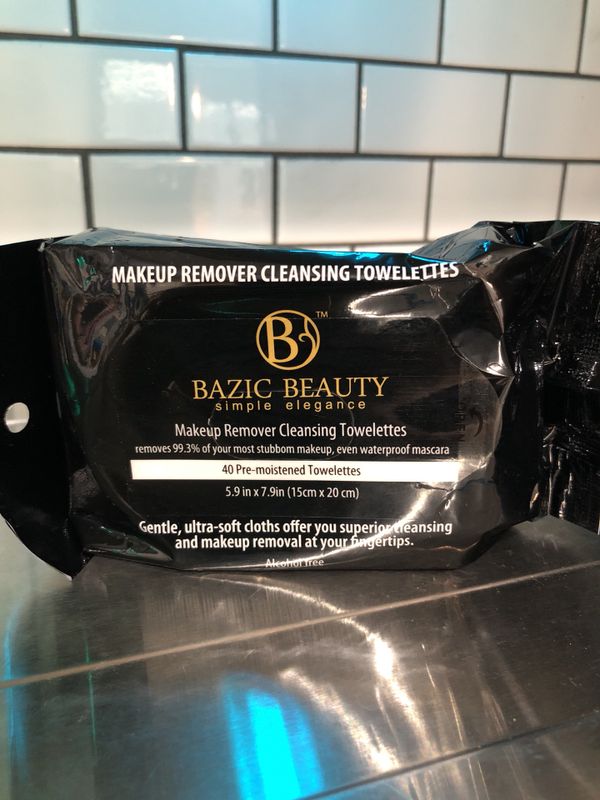 MAKEUP REMOVER CLEANSING TOWELETTES
B
TM
BAZIC BEAUTY
simple elegance
Makeup Remover Cleansing Towelettes
removes 99.3% of your most stubborn makeup, even waterproof mascara
40 Pre-moistened Towelettes
5.9 in x 7.9in (15cm x 20 cm)
Gentle, ultra-soft cloths offer you superior cleansing
and makeup removal at your fingertips.
Alcohol free